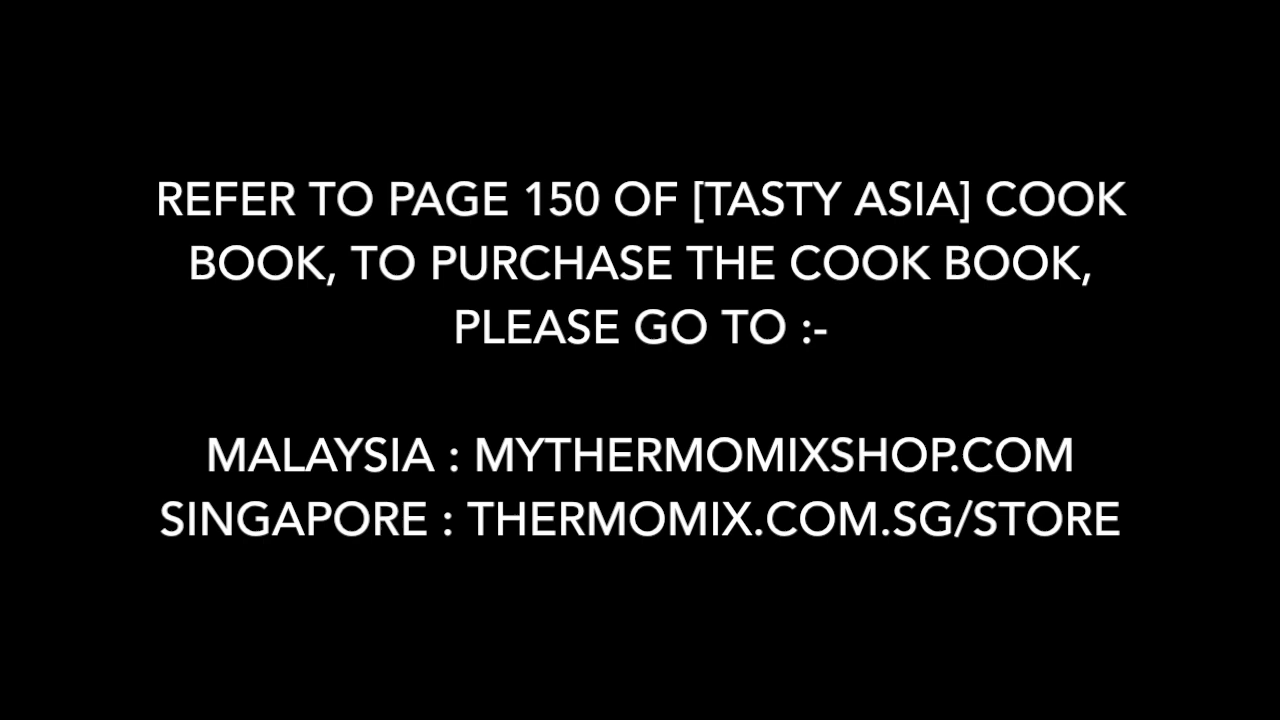 REFER TO PAGE 150 OF [TASTY ASIA] COOK
BOOK, TO PURCHASE THE COOK BOOK,
PLEASE GO TO :-
MALAYSIA : MYTHERMOMIXSHOP.COM
SINGAPORE : THERMOMIX.COM.SG/STORE